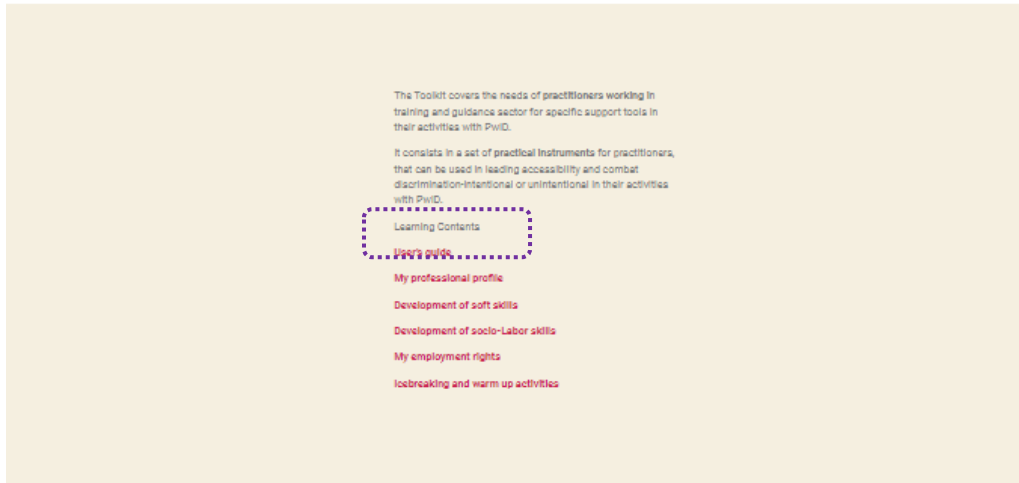 The Toolkit covers the needs of practitioners working in
training and guidance sector for specific support tools in
their activities with PwID.
It consists in a set of practical instruments for practitioners,
that can be used in leading accessibility and combat
discrimination-intentional or unintentional in their activities
with PwID.
Learning Contents
User's guide
My professional profile
Development of soft skills
Development of socio-Labor skills
My employment rights
Icebreaking and warm up activities